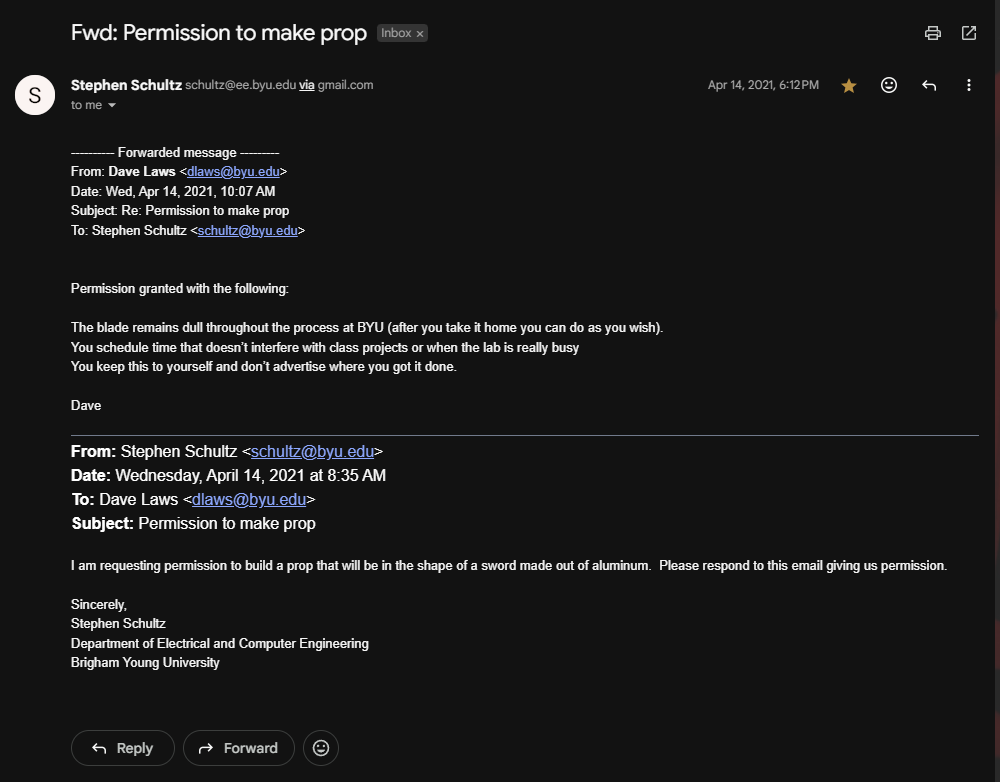 Fwd: Permission to make prop Inbox ×
Stephen Schultz schultz@ee.byu.edu via gmail.com Apr 14, 2021, 6:12 PM
S
to me
---------- Forwarded message ---------
From: Dave Laws <dlaws@byu.edu>
Date: Wed, Apr 14, 2021, 10:07 AM
Subject: Re: Permission to make prop
To: Stephen Schultz <schultz@byu.edu>
Permission granted with the following:
The blade remains dull throughout the process at BYU (after you take it home you can do as you wish).
You schedule time that doesn’t interfere with class projects or when the lab is really busy
You keep this to yourself and don’t advertise where you got it done.
Dave
From: Stephen Schultz <schultz@byu.edu>
Date: Wednesday, April 14, 2021 at 8:35 AM
To: Dave Laws <dlaws@byu.edu>
Subject: Permission to make prop
I am requesting permission to build a prop that will be in the shape of a sword made out of aluminum.  Please respond to this email giving us permission.
Sincerely,
Stephen Schultz
Department of Electrical and Computer Engineering
Brigham Young University
Reply Forward